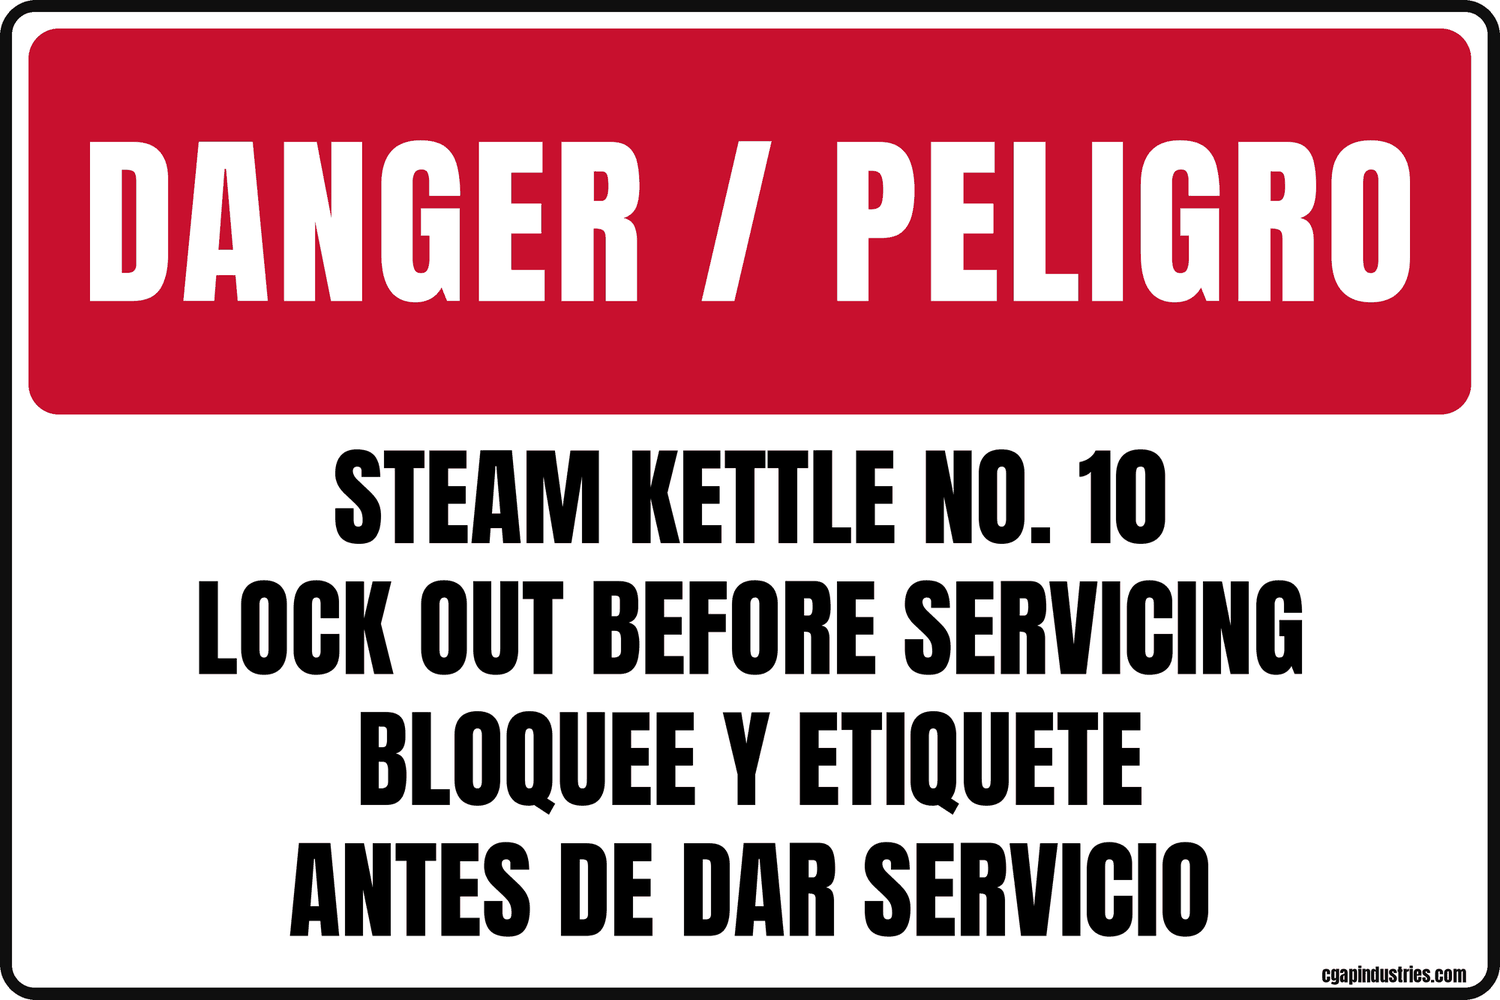 DANGER / PELIGRO
STEAM KETTLE NO. 10
LOCK OUT BEFORE SERVICING
BLOQUEE Y ETIQUETE
ANTES DE DAR SERVICIO
cgapindustries.com